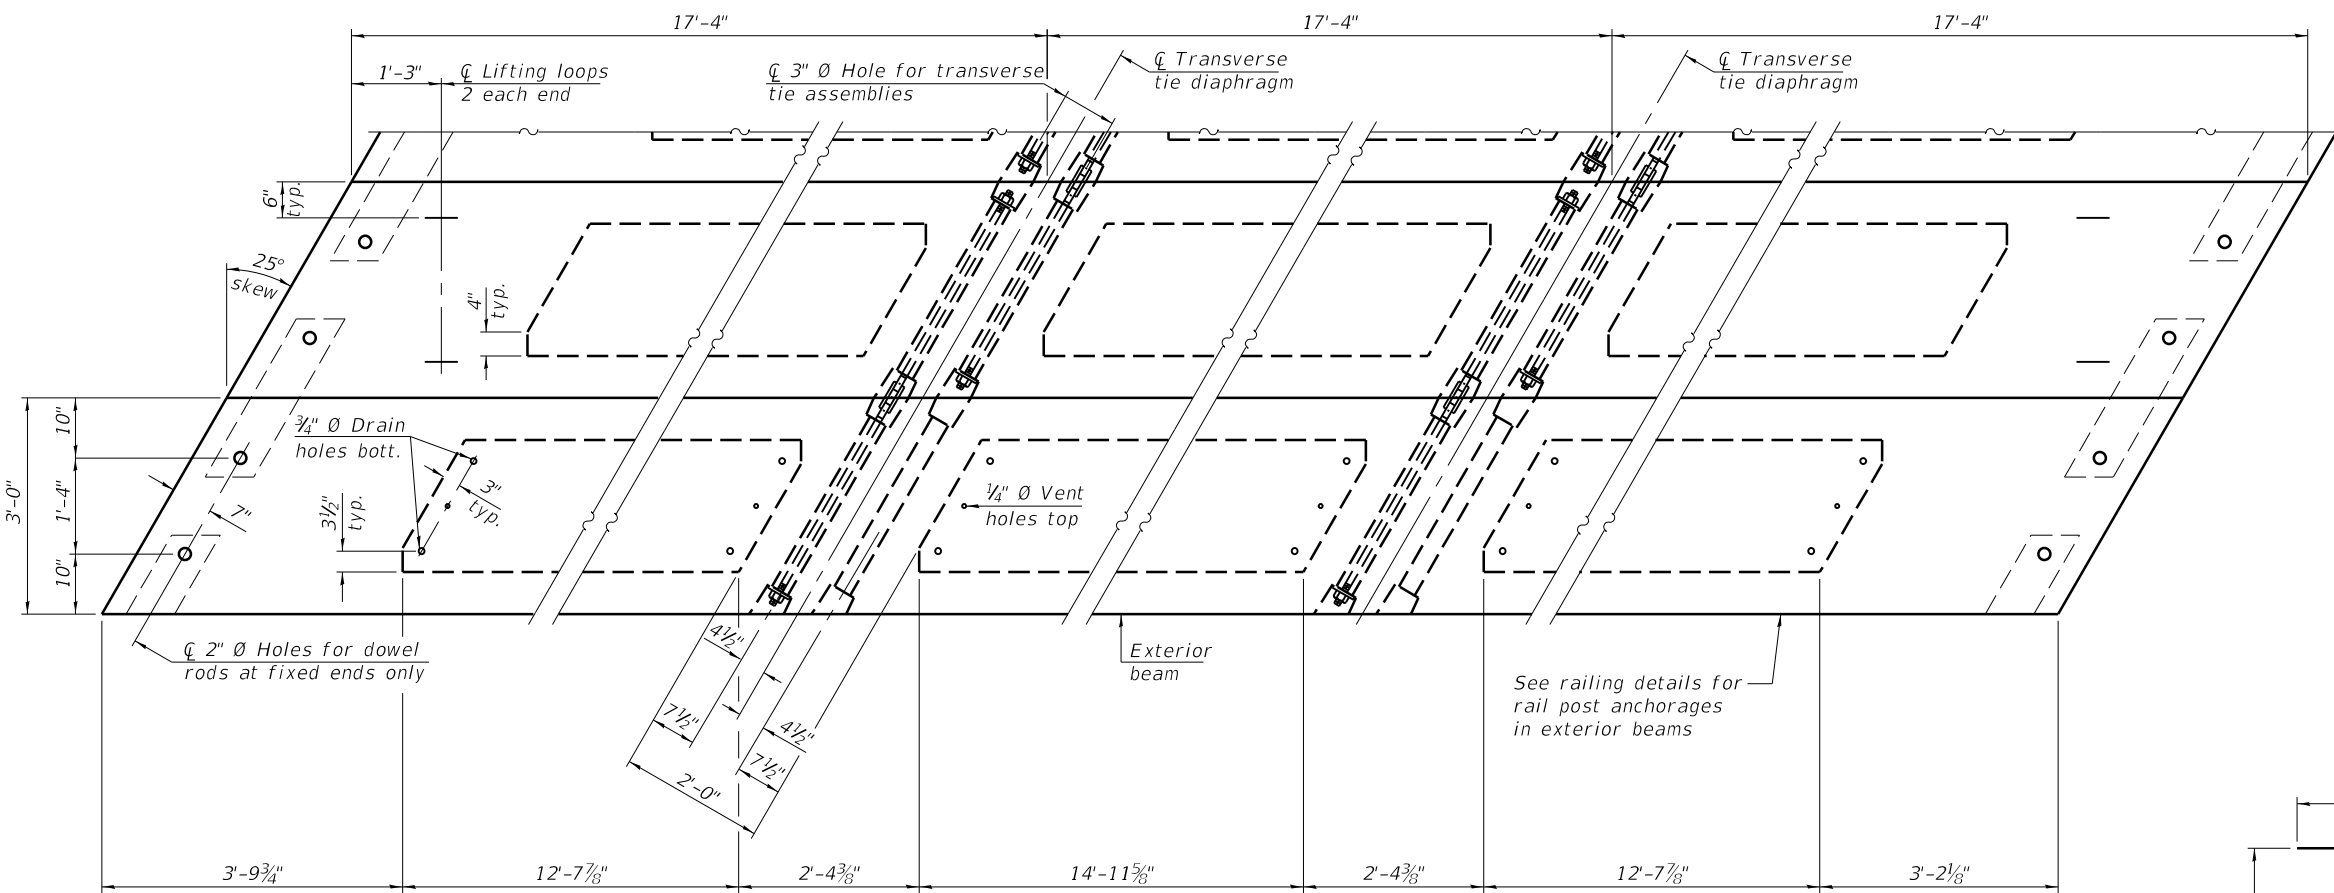 17'-4"
17'-4"
17'-4"
1'-3"
℄ Lifting loops
2 each end
℄ 3" Ø Hole for transverse
tie assemblies
℄ Transverse
tie diaphragm
℄ Transverse
tie diaphragm
6"
typ.
25°
skew
4"
typ.
3'-0"
10"
1'-4"
10"
¾" Ø Drain
holes bott.
3½"
typ.
3"
typ.
7"
¼" Ø Vent
holes top
℄ 2" Ø Holes for dowel
rods at fixed ends only
4½"
7½"
4½"
7½"
2'-0"
Exterior
beam
See railing details for
rail post anchorages
in exterior beams
3'-9¾"
12'-7⅞"
2'-4⅜"
14'-11⅝"
2'-4⅜"
12'-7⅞"
3'-2⅛"